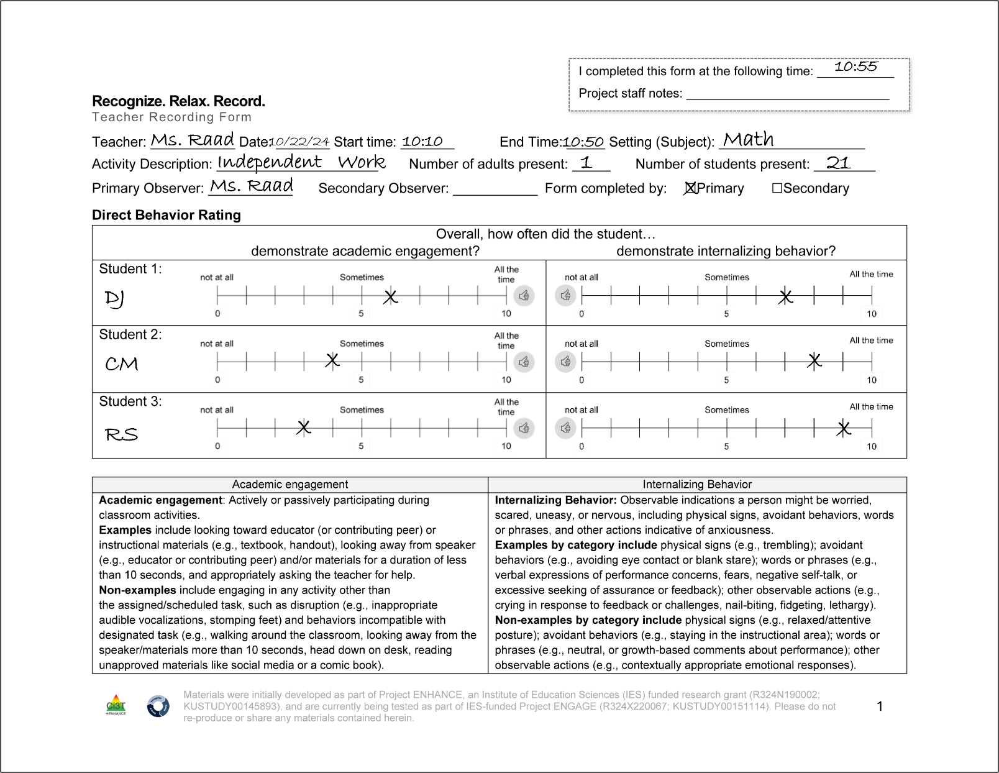 I completed this form at the following time: 10:55
Project staff notes:
Recognize. Relax. Record.
Teacher Recording Form
Teacher: Ms. Raad Date: 10/22/24 Start time: 10:10 End Time: 10:50 Setting (Subject): Math
Activity Description: Independent Work Number of adults present: 1 Number of students present: 21
Primary Observer: Ms. Raad Secondary Observer: Form completed by: ☒Primary ☐Secondary
Direct Behavior Rating
Overall, how often did the student…
demonstrate academic engagement? demonstrate internalizing behavior?
Student 1:
DJ
not at all Sometimes All the time
0 5 10
not at all Sometimes All the time
0 5 10
Student 2:
CM
not at all Sometimes All the time
0 5 10
not at all Sometimes All the time
0 5 10
Student 3:
RS
not at all Sometimes All the time
0 5 10
not at all Sometimes All the time
0 5 10
Academic engagement
Academic engagement: Actively or passively participating during
classroom activities.
Examples include looking toward educator (or contributing peer) or
instructional materials (e.g., textbook, handout), looking away from speaker
(e.g., educator or contributing peer) and/or materials for a duration of less
than 10 seconds, and appropriately asking the teacher for help.
Non-examples include engaging in any activity other than
the assigned/scheduled task, such as disruption (e.g., inappropriate
audible vocalizations, stomping feet) and behaviors incompatible with
designated task (e.g., walking around the classroom, looking away from the
speaker/materials more than 10 seconds, head down on desk, reading
unapproved materials like social media or a comic book).
Internalizing Behavior
Internalizing Behavior: Observable indications a person might be worried,
scared, uneasy, or nervous, including physical signs, avoidant behaviors, words
or phrases, and other actions indicative of anxiousness.
Examples by category include physical signs (e.g., trembling); avoidant
behaviors (e.g., avoiding eye contact or blank stare); words or phrases (e.g.,
verbal expressions of performance concerns, fears, negative self-talk, or
excessive seeking of assurance or feedback); other observable actions (e.g.,
crying in response to feedback or challenges, nail-biting, fidgeting, lethargy).
Non-examples by category include physical signs (e.g., relaxed/attentive
posture); avoidant behaviors (e.g., staying in the instructional area); words or
phrases (e.g., neutral, or growth-based comments about performance); other
observable actions (e.g., contextually appropriate emotional responses).
Ci3T
+ENHANCE
Materials were initially developed as part of Project ENHANCE, an Institute of Education Sciences (IES) funded research grant (R324N190002;
KUSTUDY00145893), and are currently being tested as part of IES-funded Project ENGAGE (R324X220067; KUSTUDY00151114). Please do not
re-produce or share any materials contained herein.
1